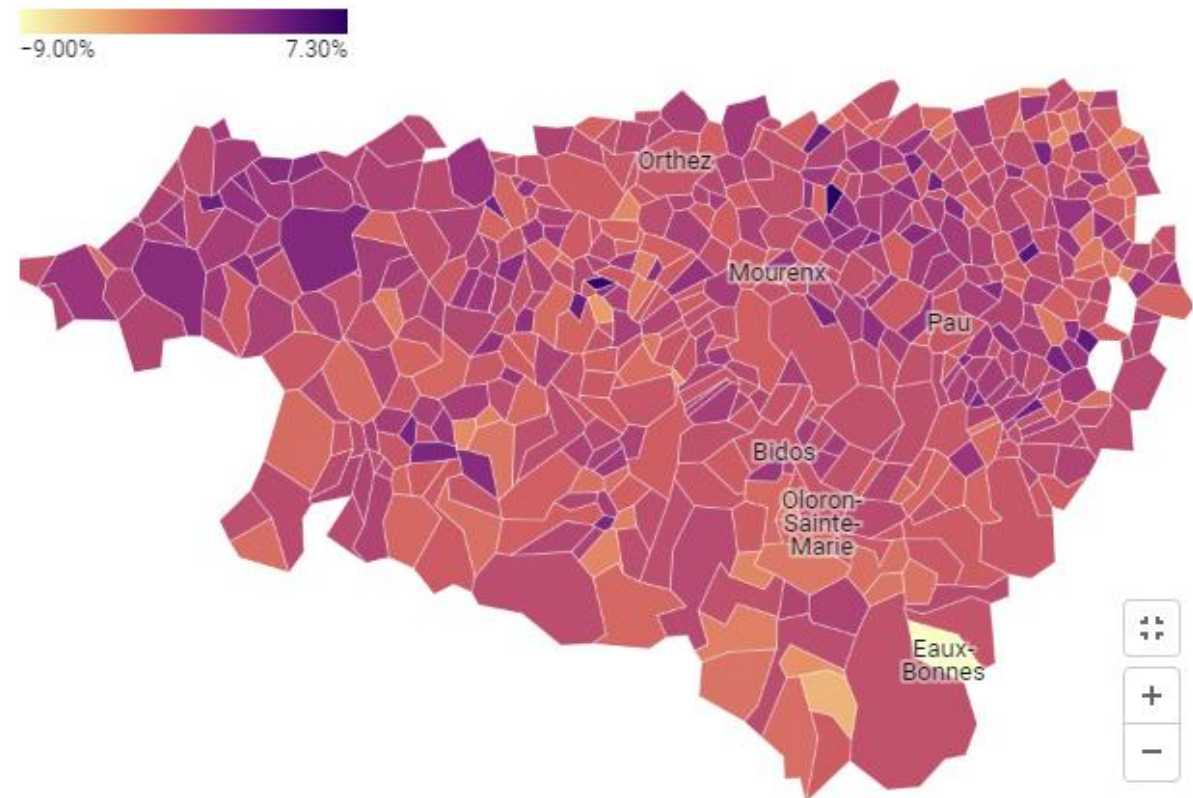 −9.00%
7.30%
Orthez
Mourenx
Pau
Bidos
Oloron-
Sainte-
Marie
Eaux-
Bonnes
+
−